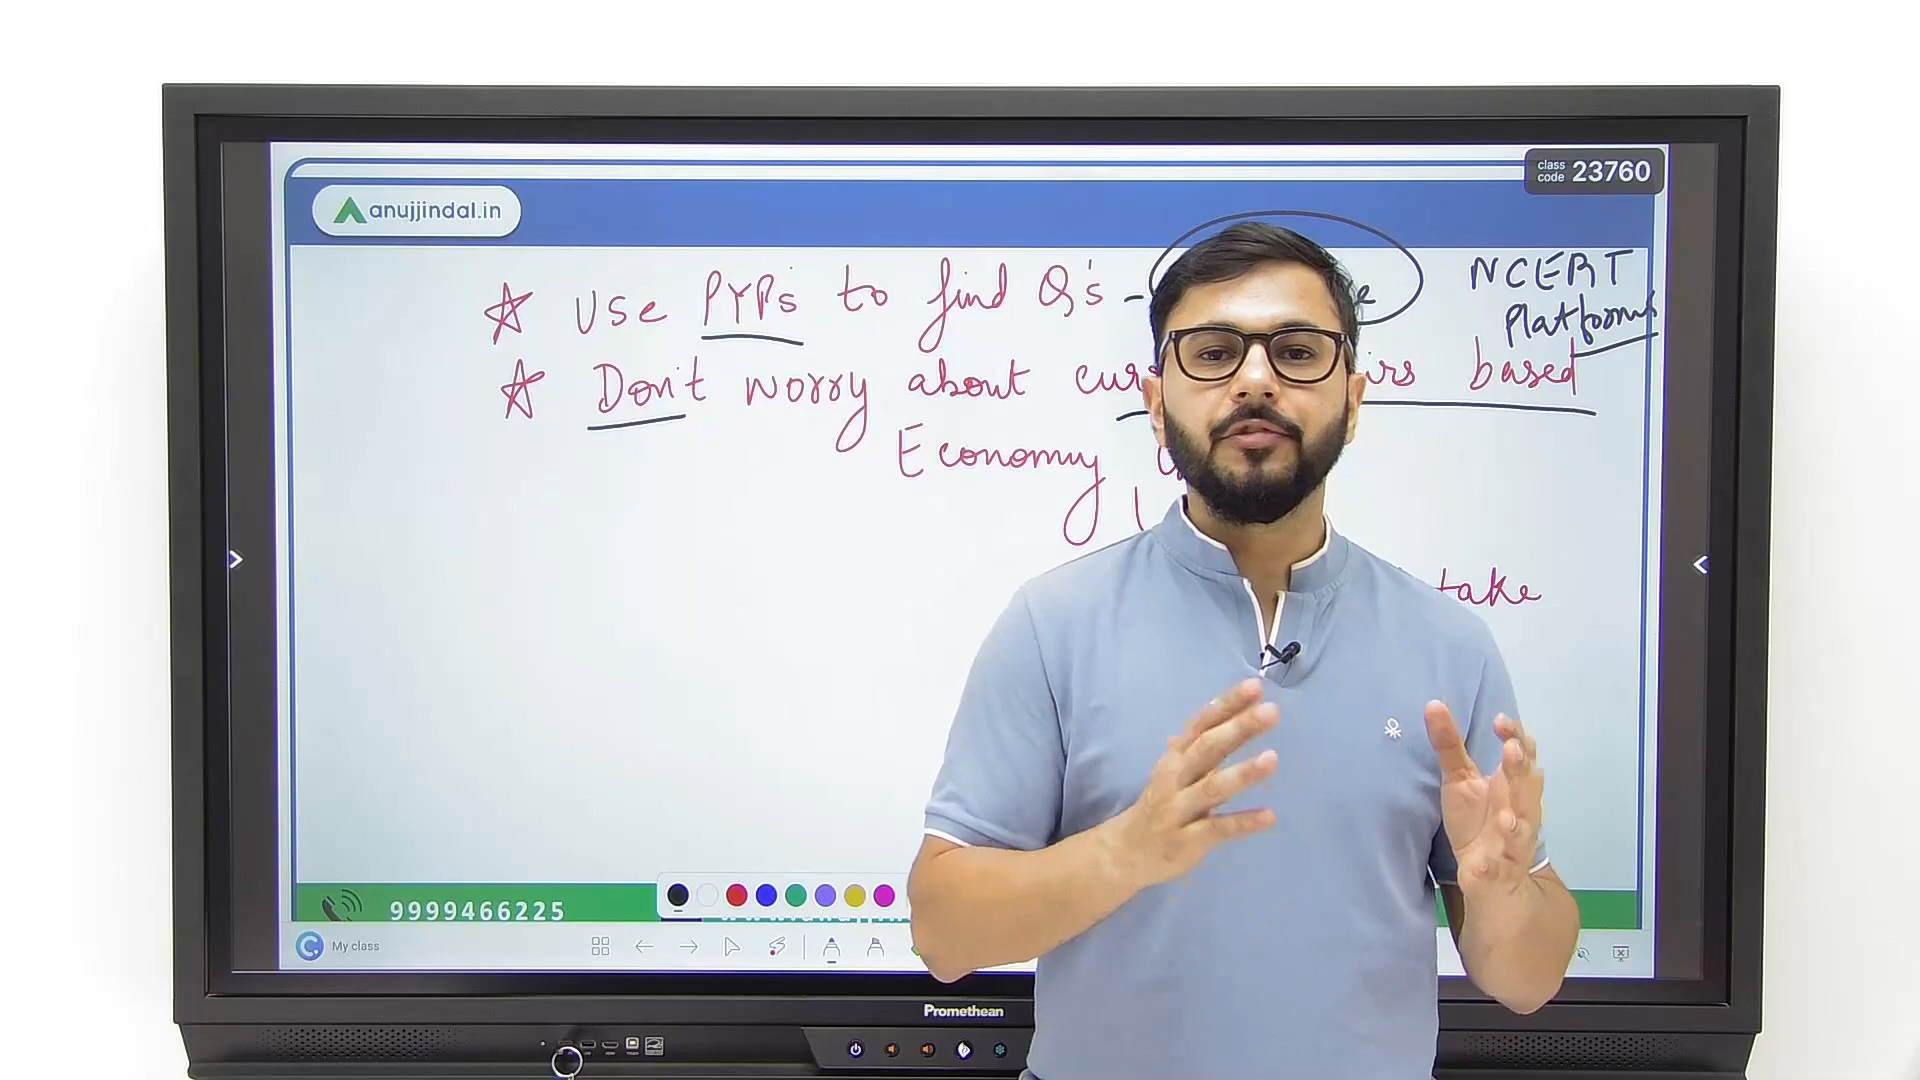 class code 23760
anujjindal.in
☆ Use PYP's to find Q's -
NCERT
Platforms
☆ Don't worry about based
Economy
take
9999466225
My class
Promethean